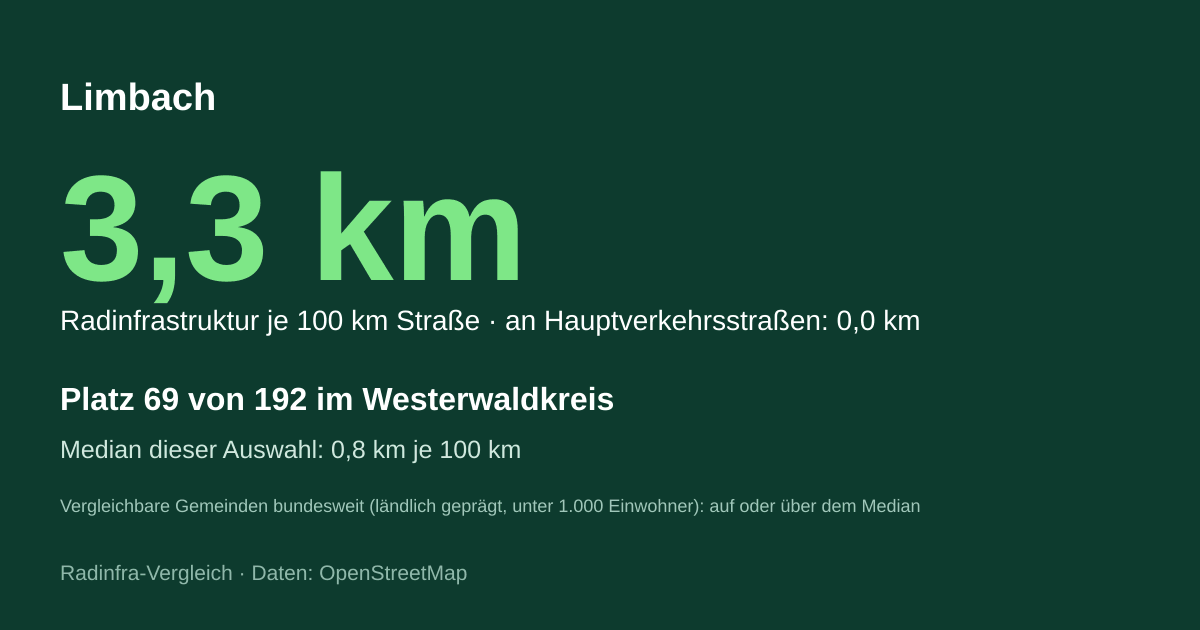 Limbach
3,3 km
Radinfrastruktur je 100 km Straße · an Hauptverkehrsstraßen: 0,0 km
Platz 69 von 192 im Westerwaldkreis
Median dieser Auswahl: 0,8 km je 100 km
Vergleichbare Gemeinden bundesweit (ländlich geprägt, unter 1.000 Einwohner): auf oder über dem Median
Radinfra-Vergleich · Daten: OpenStreetMap